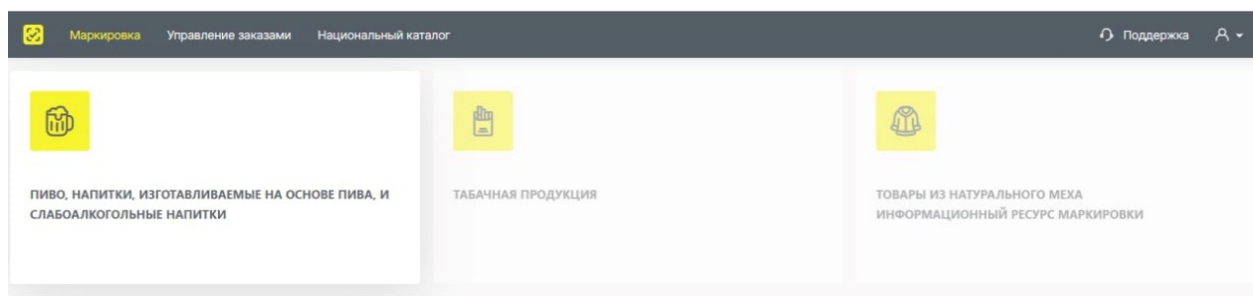 Маркировка Управление заказами Национальный каталог Поддержка
ПИВО, НАПИТКИ, ИЗГОТАВЛИВАЕМЫЕ НА ОСНОВЕ ПИВА, И
СЛАБОАЛКОГОЛЬНЫЕ НАПИТКИ
ТАБАЧНАЯ ПРОДУКЦИЯ
ТОВАРЫ ИЗ НАТУРАЛЬНОГО МЕХА
ИНФОРМАЦИОННЫЙ РЕСУРС МАРКИРОВКИ